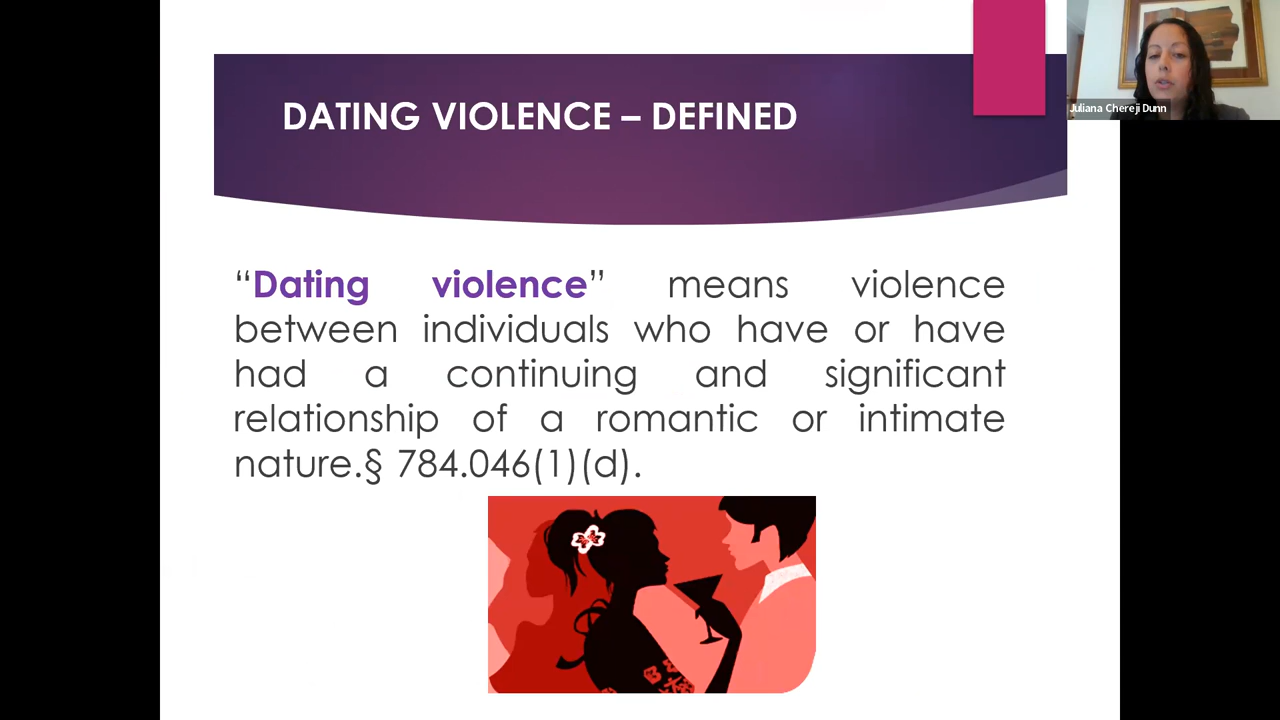 DATING VIOLENCE – DEFINED
Juliana Chereji Dunn
“Dating violence” means violence
between individuals who have or have
had a continuing and significant
relationship of a romantic or intimate
nature.§ 784.046(1)(d).